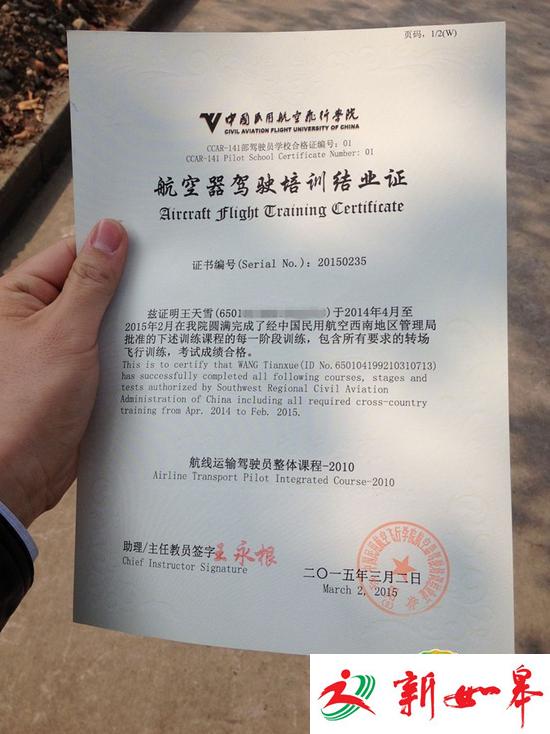 页码,1/2(W)
中国民用航空飞行学院
CIVIL AVIATION FLIGHT UNIVERSITY OF CHINA
CCAR-141部驾驶员学校合格证编号: 01
CCAR-141 Pilot School Certificate Number: 01
航空器驾驶培训结业证
Aircraft Flight Training Certificate
证书编号(Serial No.): 20150235
兹证明王天雪(6501 )于2014年4月至
2015年2月在我院圆满完成了经中国民用航空西南地区管理局
批准的下述训练课程的每一阶段训练,包含所有要求的转场
飞行训练,考试成绩合格。
This is to certify that WANG Tianxue(ID No.650104199210310713)
has successfully completed all following courses, stages and
tests authorized by Southwest Regional Civil Aviation
Administration of China including all required cross-country
training from Apr. 2014 to Feb. 2015.
航线运输驾驶员整体课程-2010
Airline Transport Pilot Integrated Course-2010
助理/主任教员签字 王永根
Chief Instructor Signature
二〇一五年三月二日
March 2, 2015
新如皋